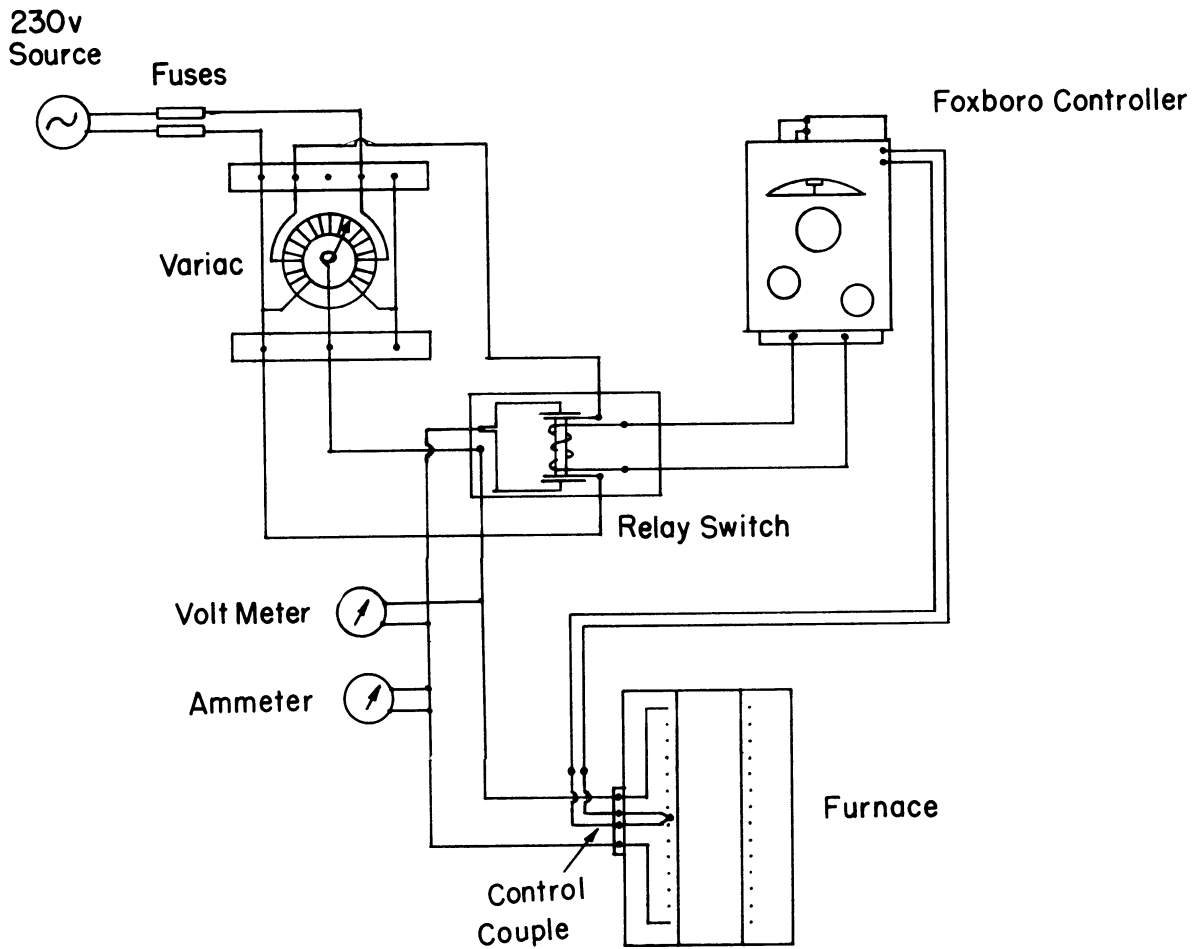 230v
Source
Fuses
Foxboro Controller
Variac
Relay Switch
Volt Meter
Ammeter
Furnace
Control
Couple